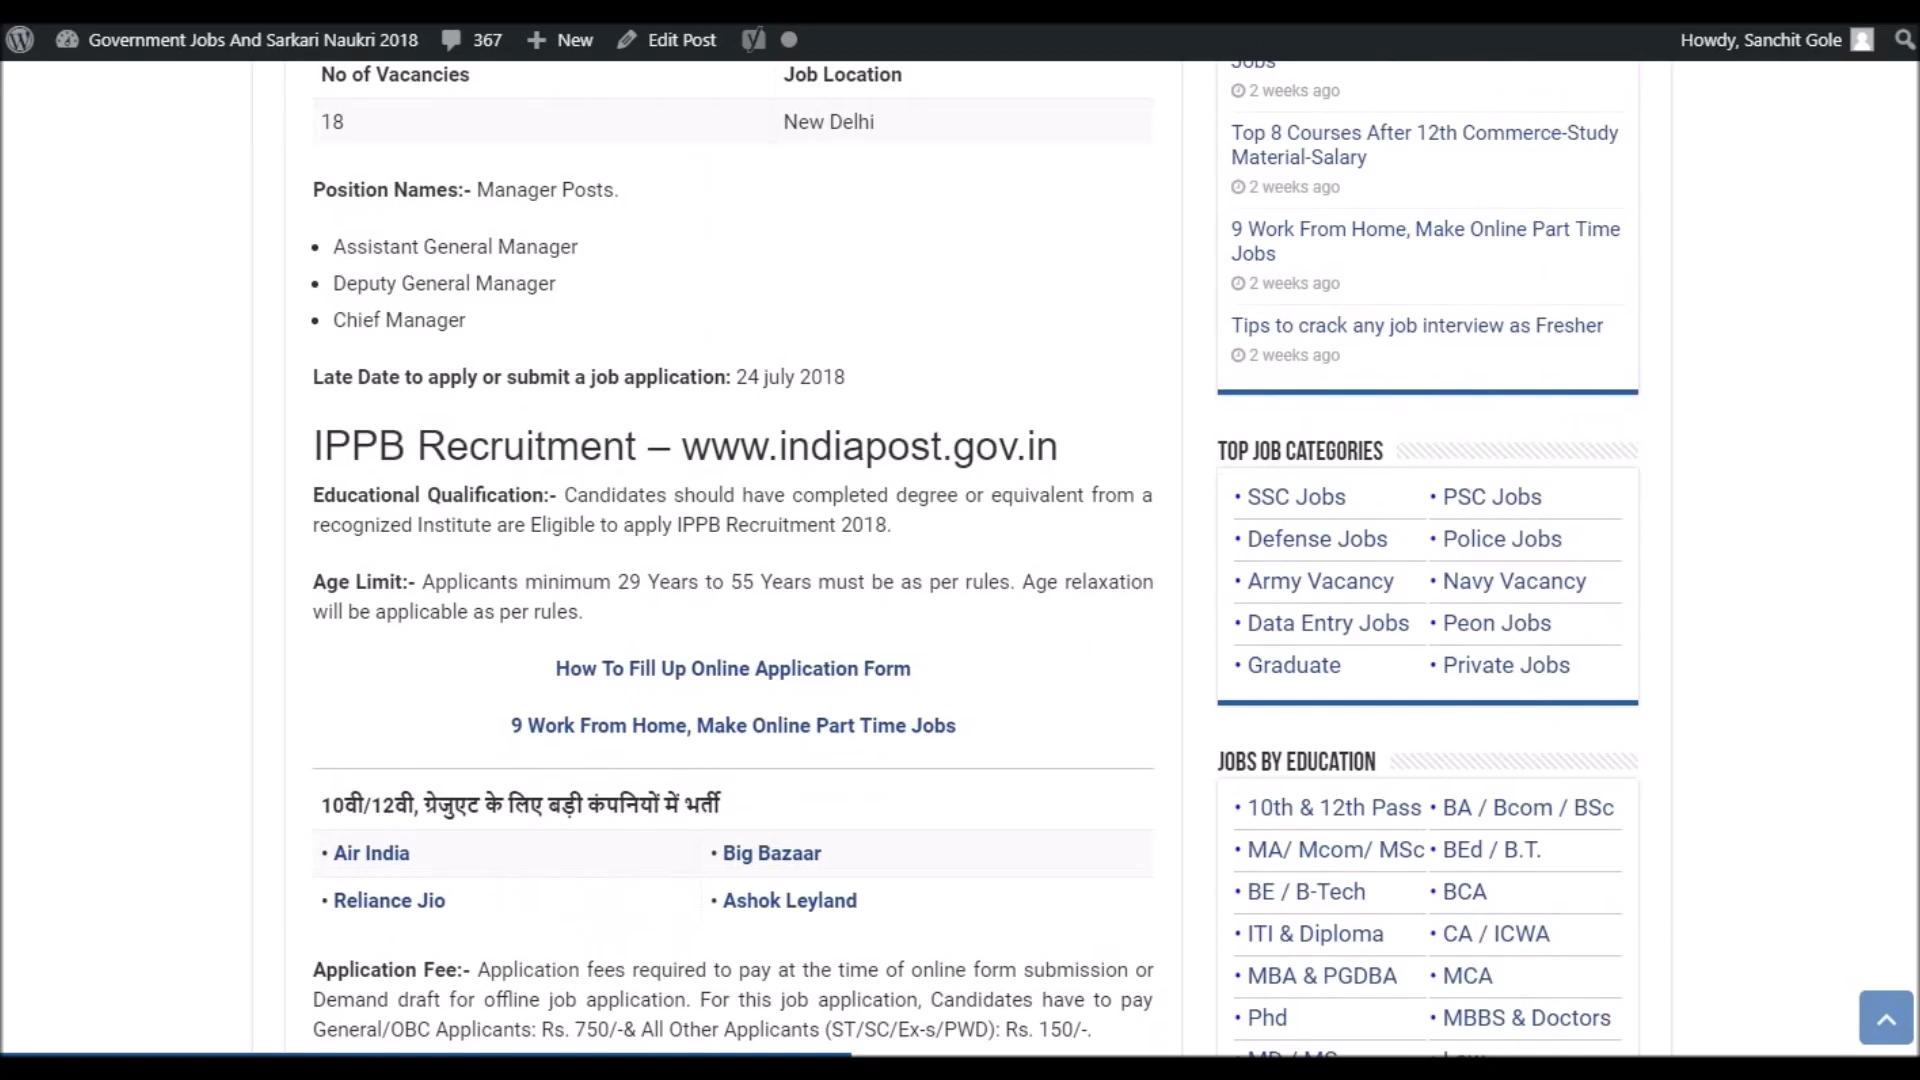 Government Jobs And Sarkari Naukri 2018 367 New Edit Post Howdy, Sanchit Gole
No of Vacancies Job Location
18 New Delhi
Position Names:- Manager Posts.
• Assistant General Manager
• Deputy General Manager
• Chief Manager
Late Date to apply or submit a job application: 24 july 2018
IPPB Recruitment – www.indiapost.gov.in
Educational Qualification:- Candidates should have completed degree or equivalent from a
recognized Institute are Eligible to apply IPPB Recruitment 2018.
Age Limit:- Applicants minimum 29 Years to 55 Years must be as per rules. Age relaxation
will be applicable as per rules.
How To Fill Up Online Application Form
9 Work From Home, Make Online Part Time Jobs
10वी/12वी, ग्रेजुएट के लिए बड़ी कंपनियों में भर्ती
• Air India • Big Bazaar
• Reliance Jio • Ashok Leyland
Application Fee:- Application fees required to pay at the time of online form submission or
Demand draft for offline job application. For this job application, Candidates have to pay
General/OBC Applicants: Rs. 750/-& All Other Applicants (ST/SC/Ex-s/PWD): Rs. 150/-.
Jobs
2 weeks ago
Top 8 Courses After 12th Commerce-Study
Material-Salary
2 weeks ago
9 Work From Home, Make Online Part Time
Jobs
2 weeks ago
Tips to crack any job interview as Fresher
2 weeks ago
TOP JOB CATEGORIES
• SSC Jobs • PSC Jobs
• Defense Jobs • Police Jobs
• Army Vacancy • Navy Vacancy
• Data Entry Jobs • Peon Jobs
• Graduate • Private Jobs
JOBS BY EDUCATION
• 10th & 12th Pass • BA / Bcom / BSc
• MA/ Mcom/ MSc • BEd / B.T.
• BE / B-Tech • BCA
• ITI & Diploma • CA / ICWA
• MBA & PGDBA • MCA
• Phd • MBBS & Doctors